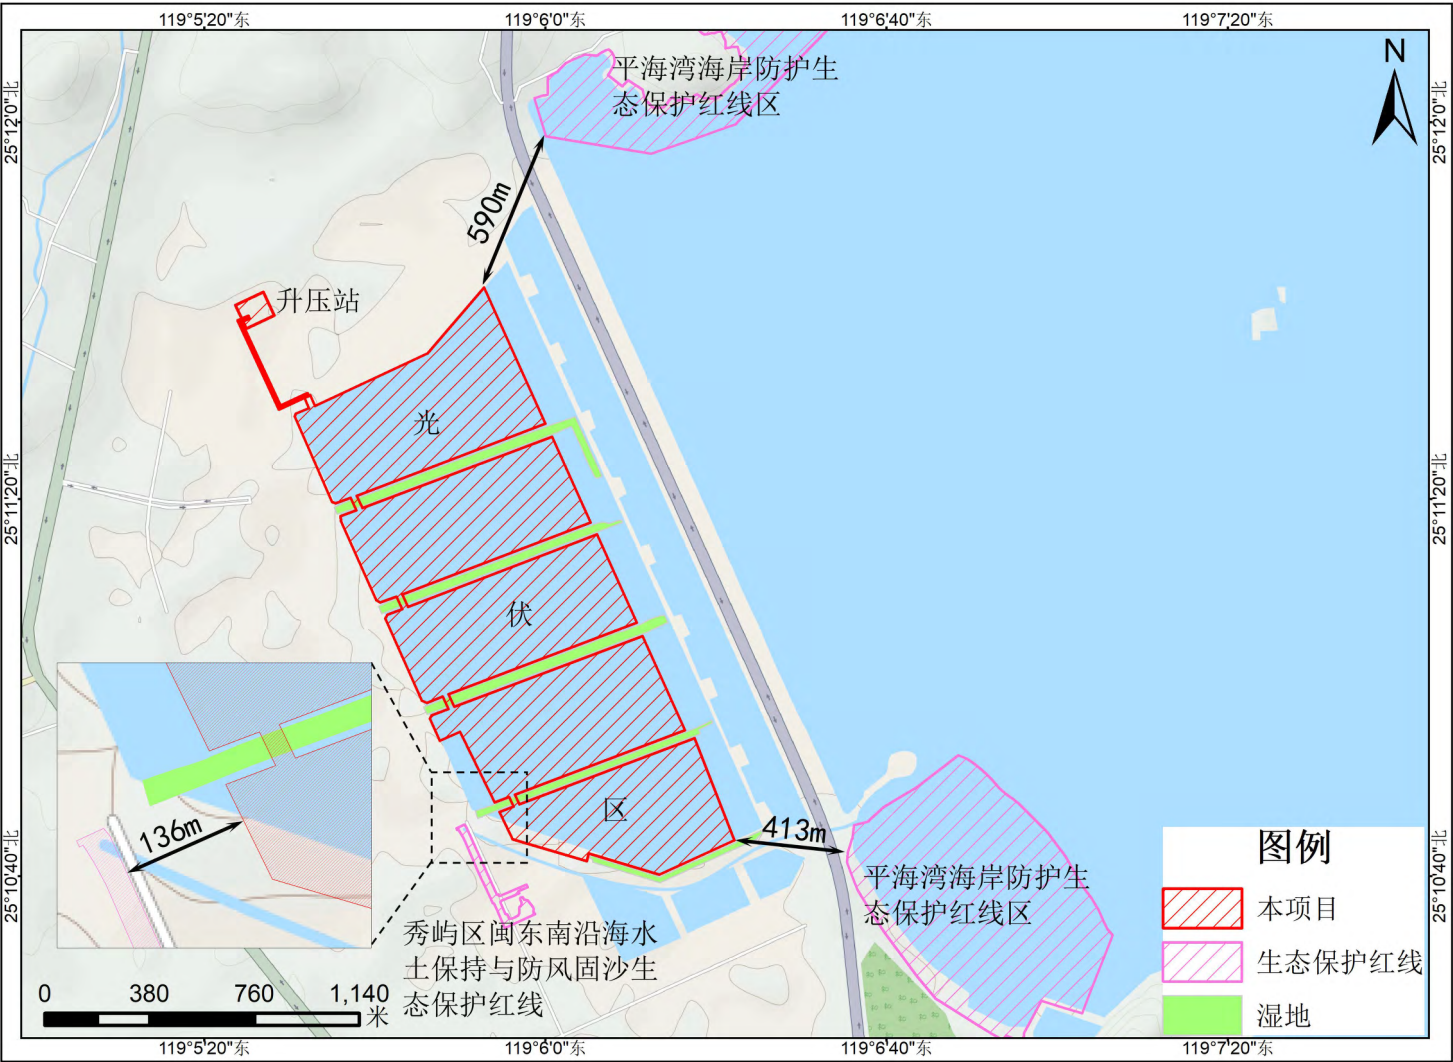 119°5'20"东
119°6'0"东
119°6'40"东
119°7'20"东
平海湾海岸防护生
态保护红线区
N
25°12'0"北
25°12'0"北
590m
升压站
光
25°11'20"北
25°11'20"北
伏
区
136m
413m
25°10'40"北
25°10'40"北
平海湾海岸防护生
态保护红线区
秀屿区闽东南沿海水
土保持与防风固沙生
态保护红线
图例
本项目
生态保护红线
湿地
0 380 760 1,140
米
119°5'20"东
119°6'0"东
119°6'40"东
119°7'20"东